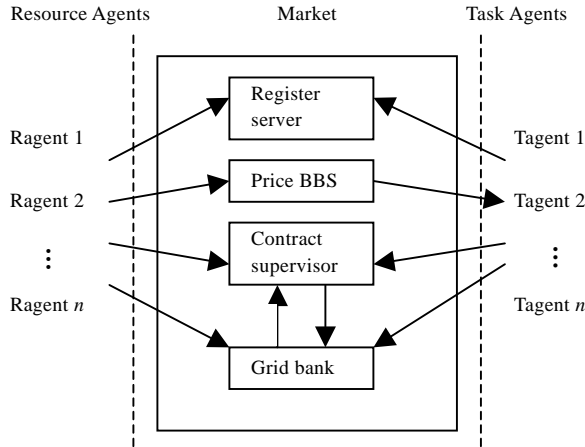 Resource Agents
Market
Task Agents
Register
server
Ragent 1
Tagent 1
Price BBS
Ragent 2
Tagent 2
Contract
supervisor
⋮
⋮
Ragent n
Tagent n
Grid bank